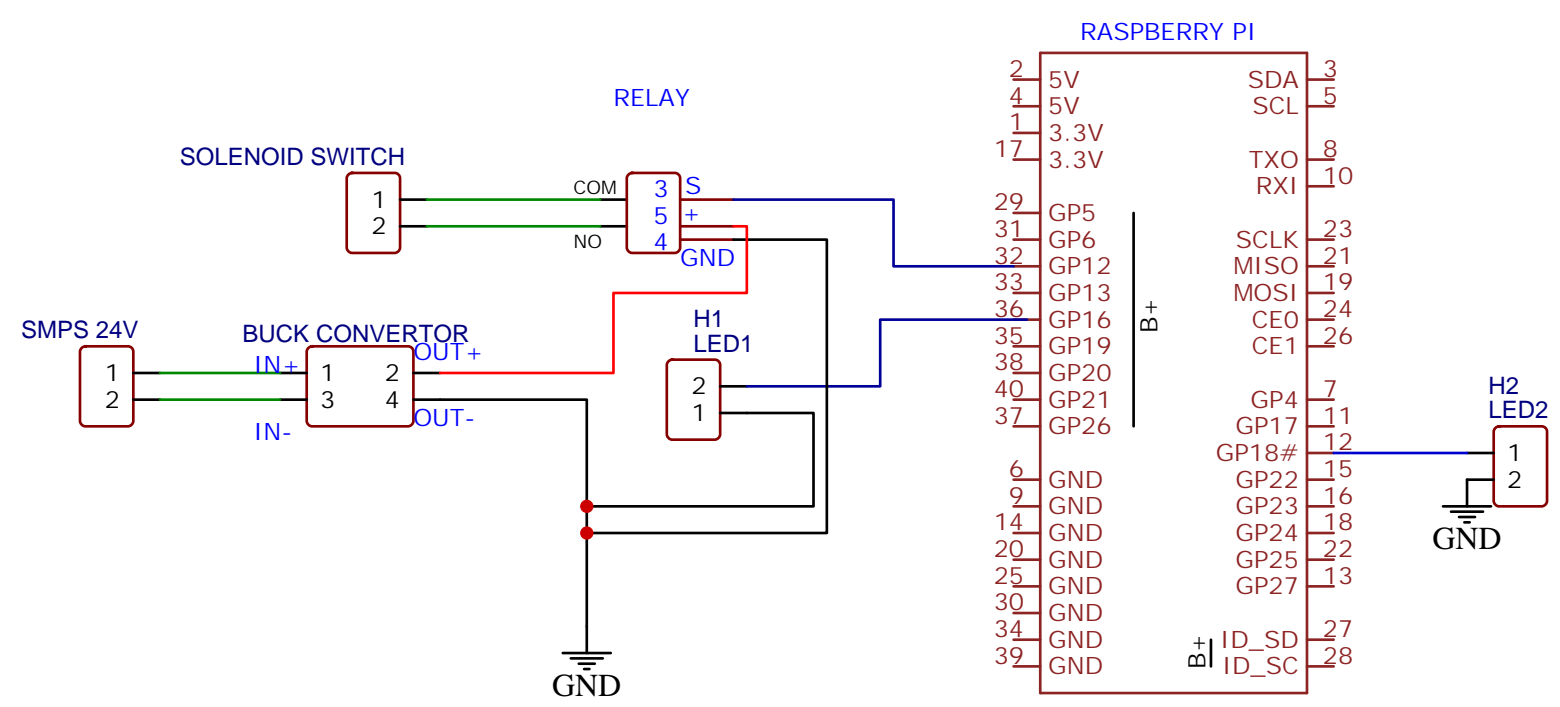 RASPBERRY PI
RELAY
SOLENOID SWITCH
1
2
COM
NO
3 S
5 +
4
GND
SMPS 24V
1
2
BUCK CONVERTOR
IN+
IN-
1 2
3 4
OUT+
OUT-
H1
LED1
2
1
GND
2 5V
4 5V
1 3.3V
17 3.3V
29 GP5
31 GP6
32 GP12
33 GP13
36 GP16
35 GP19
38 GP20
40 GP21
37 GP26
B+
6 GND
9 GND
14 GND
20 GND
25 GND
30 GND
34 GND
39 GND
SDA 3
SCL 5
TXO 8
RXI 10
SCLK 23
MISO 21
MOSI 19
CE0 24
CE1 26
GP4 7
GP17 11
GP18# 12
GP22 15
GP23 16
GP24 18
GP25 22
GP27 13
B+
ID_SD 27
ID_SC 28
H2
LED2
1
2
GND